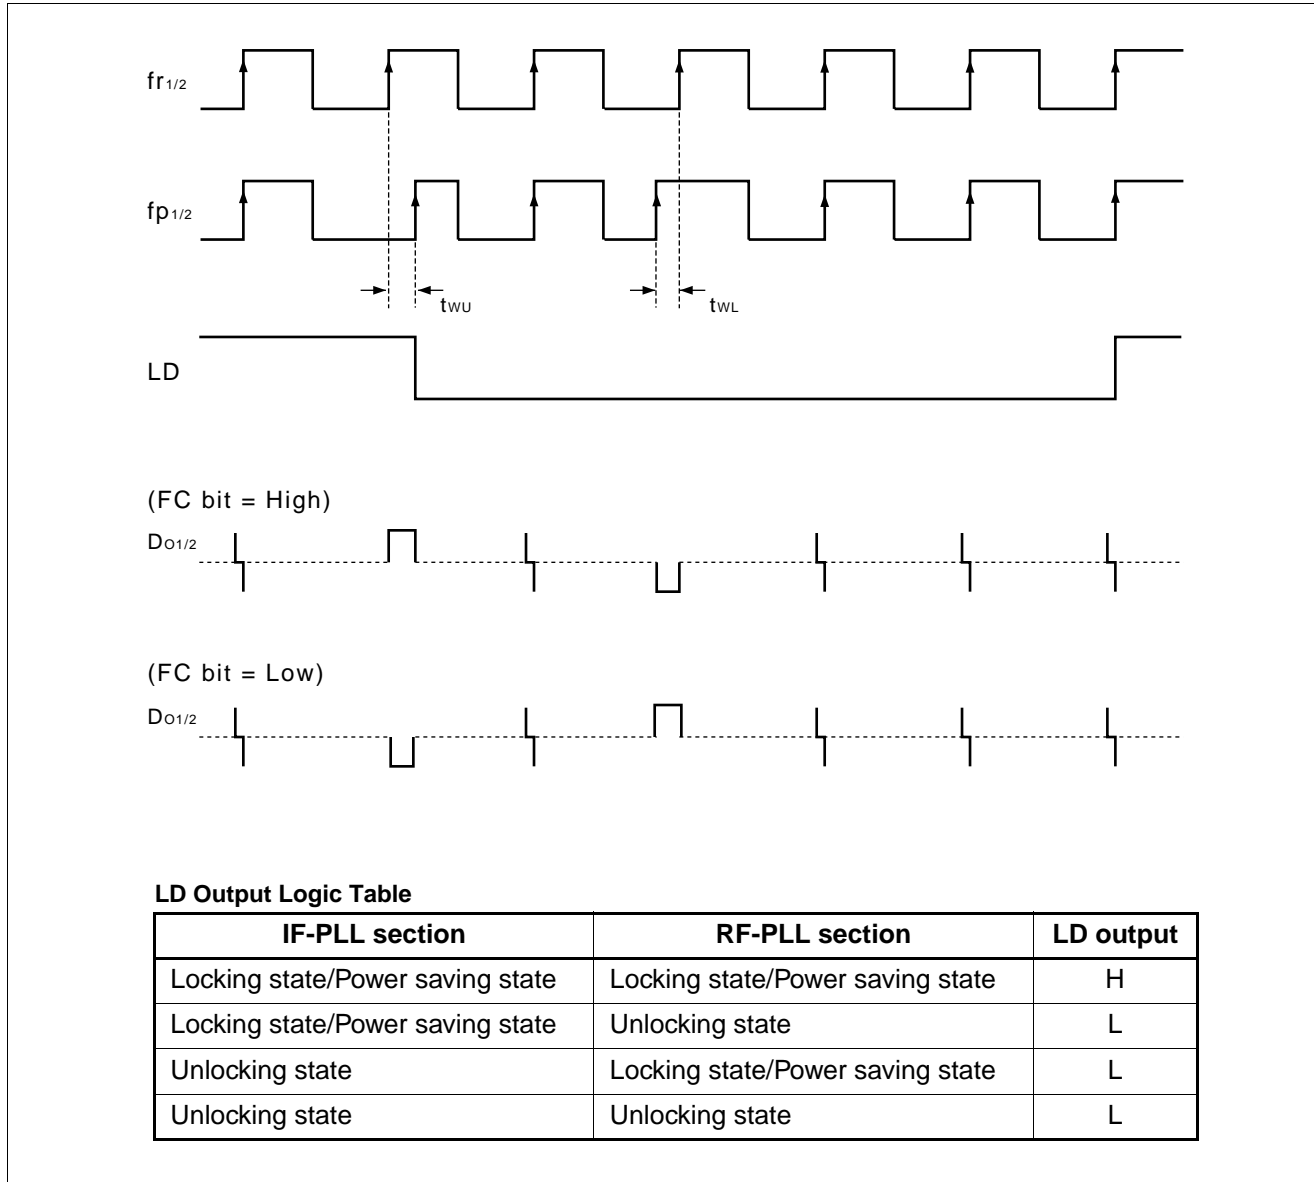 fr1/2
fp1/2
tWU
tWL
LD
(FC bit = High)
DO1/2
(FC bit = Low)
DO1/2
LD Output Logic Table
IF-PLL section RF-PLL section LD output
Locking state/Power saving state Locking state/Power saving state H
Locking state/Power saving state Unlocking state L
Unlocking state Locking state/Power saving state L
Unlocking state Unlocking state L